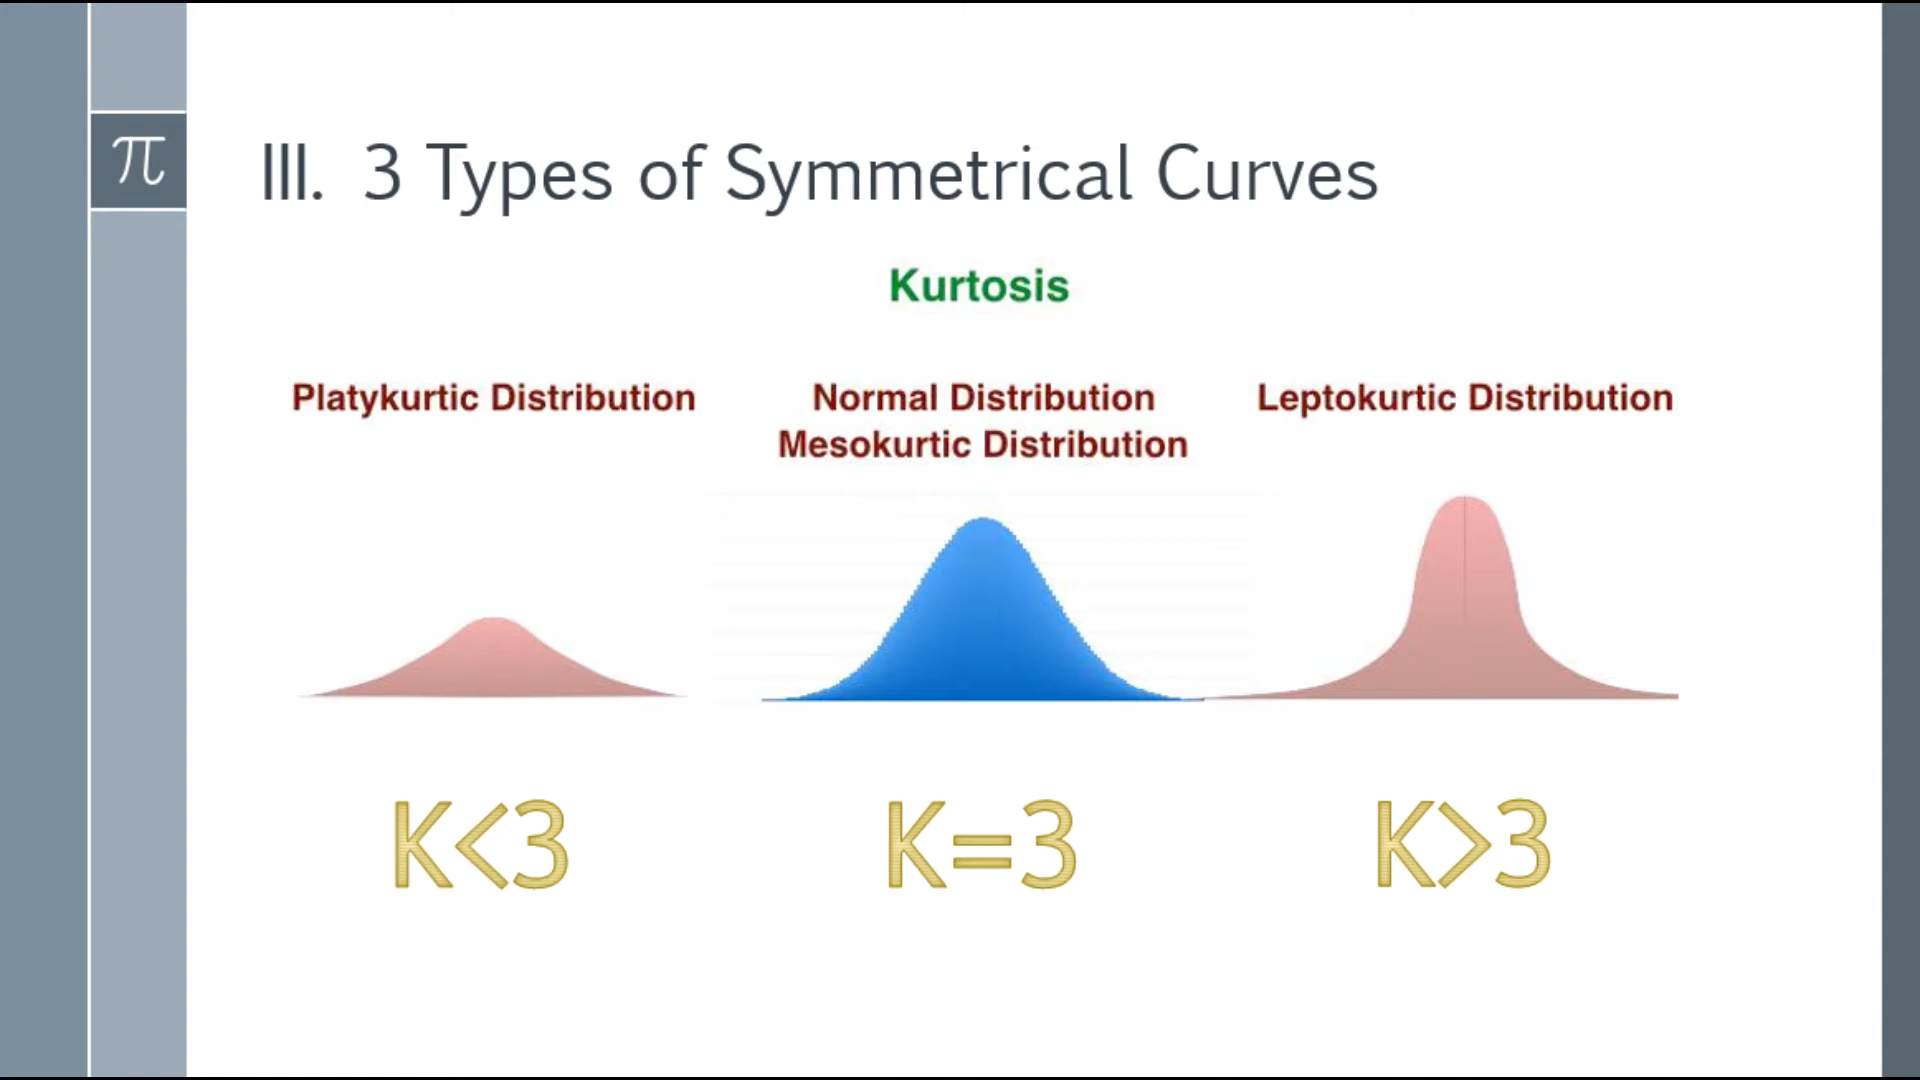 π
III. 3 Types of Symmetrical Curves
Kurtosis
Platykurtic Distribution
Normal Distribution
Mesokurtic Distribution
Leptokurtic Distribution
K<3
K=3
K>3